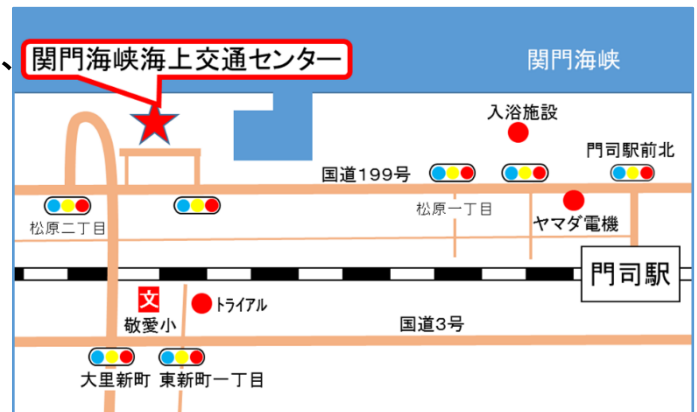 、
関門海峡海上交通センター
関門海峡
入浴施設
門司駅前北
国道199号
松原一丁目
松原二丁目
ヤマダ電機
門司駅
文
トライアル
敬愛小
国道3号
大里新町
東新町一丁目